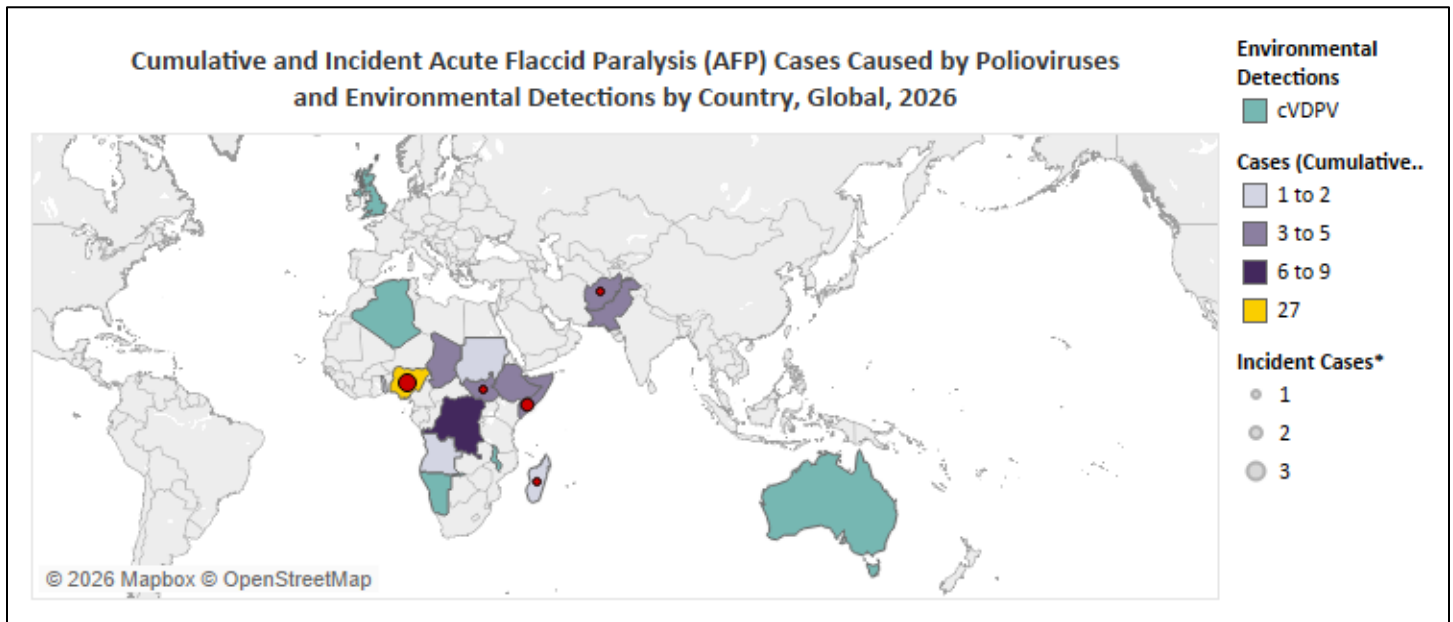 Cumulative and Incident Acute Flaccid Paralysis (AFP) Cases Caused by Polioviruses
and Environmental Detections by Country, Global, 2026
Environmental
Detections
cVDPV
Cases (Cumulative..
1 to 2
3 to 5
6 to 9
27
Incident Cases*
1
2
3
© 2026 Mapbox © OpenStreetMap